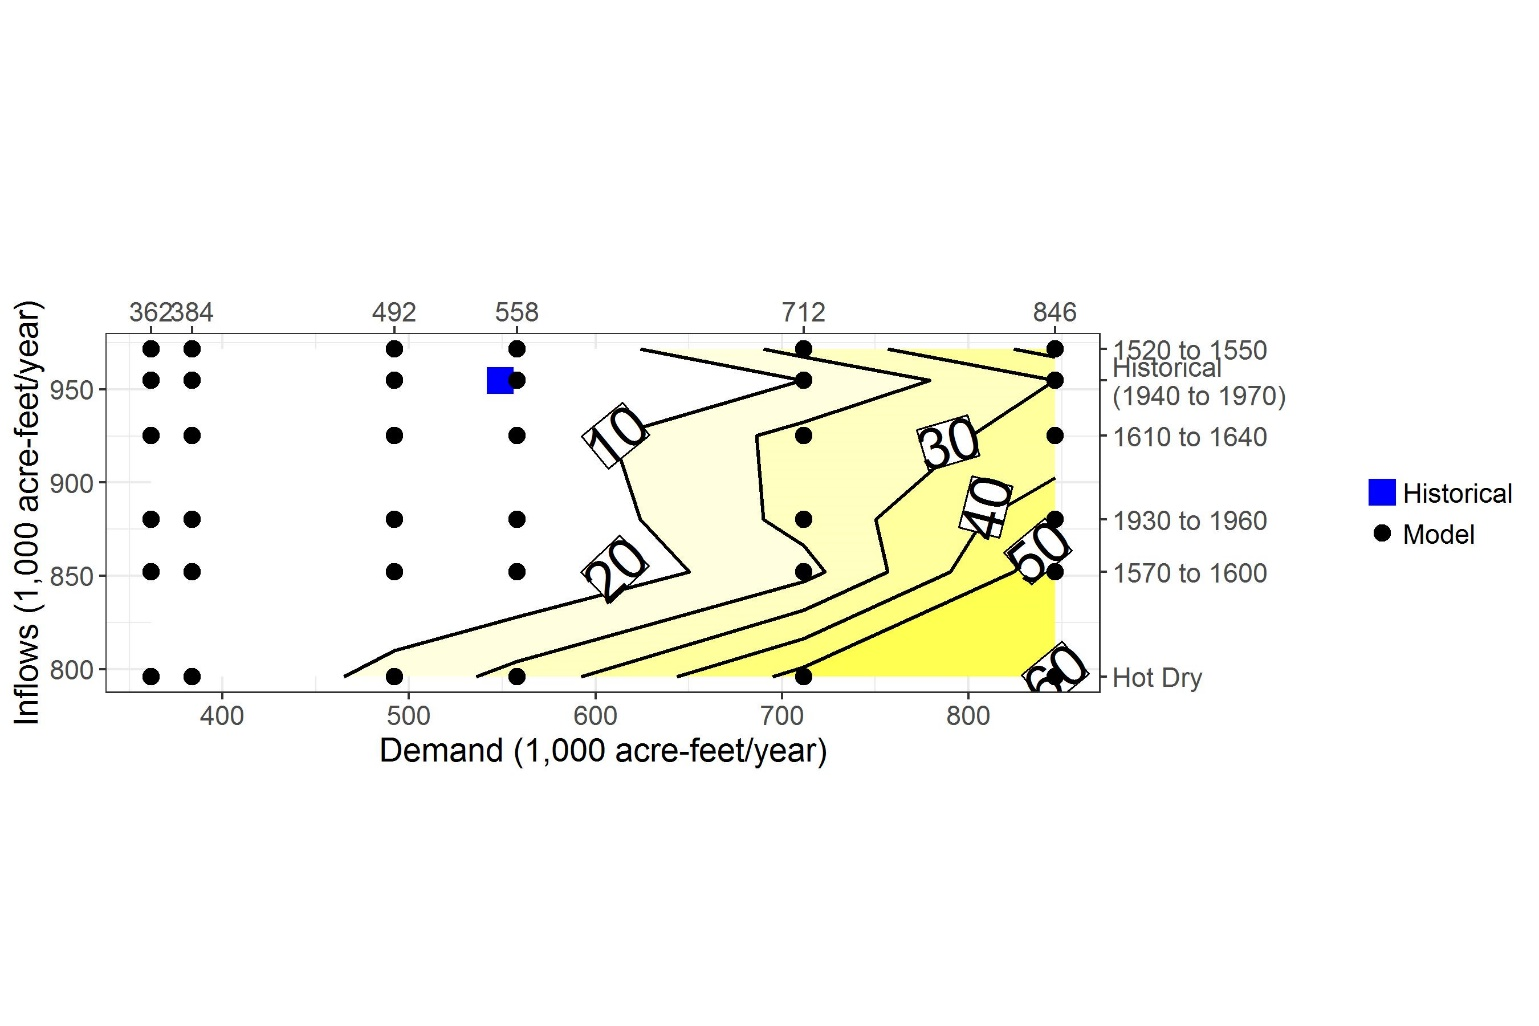 362 384 492 558 712 846
Inflows (1,000 acre-feet/year)
950
900
850
800
10
20
30
40
50
60
1520 to 1550
Historical
(1940 to 1970)
1610 to 1640
1930 to 1960
1570 to 1600
Hot Dry
400 500 600 700 800
Demand (1,000 acre-feet/year)
Historical
Model